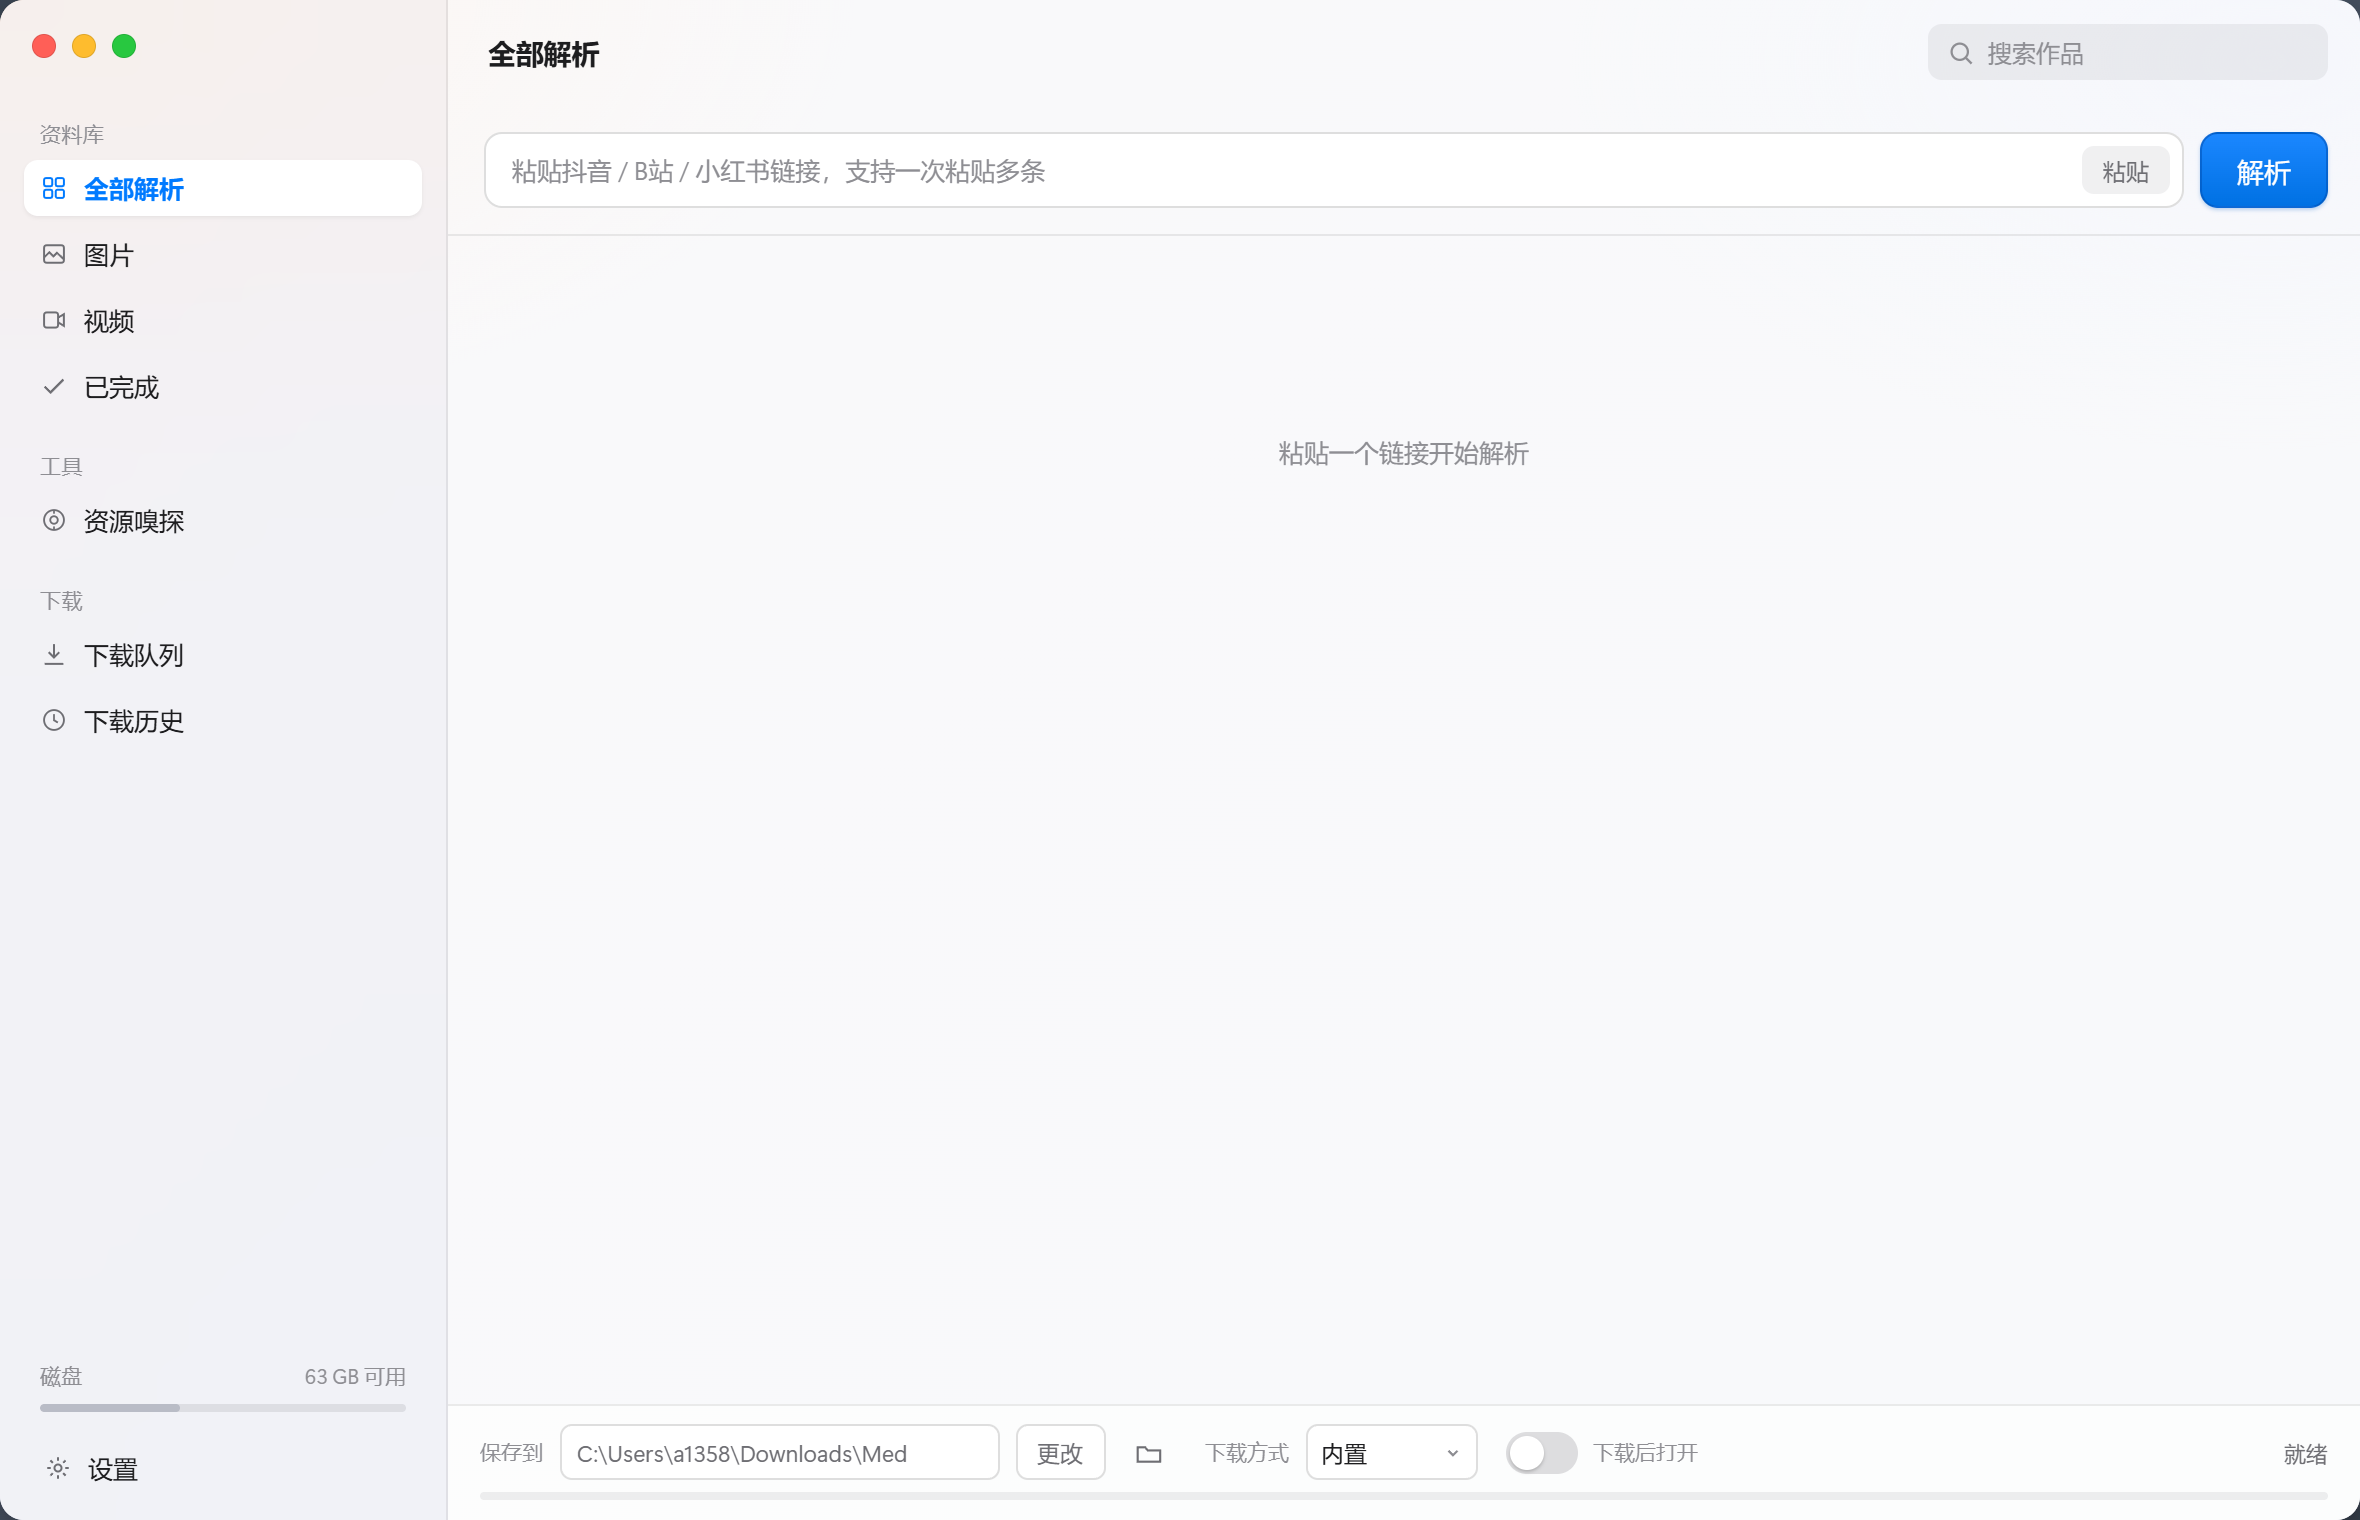 资料库
全部解析
图片
视频
已完成
工具
资源嗅探
下载
下载队列
下载历史
磁盘 63 GB 可用
设置
全部解析
搜索作品
粘贴抖音 / B站 / 小红书链接，支持一次粘贴多条 粘贴 解析
粘贴一个链接开始解析
保存到 C:\Users\a1358\Downloads\Med 更改 下载方式 内置 下载后打开 就绪